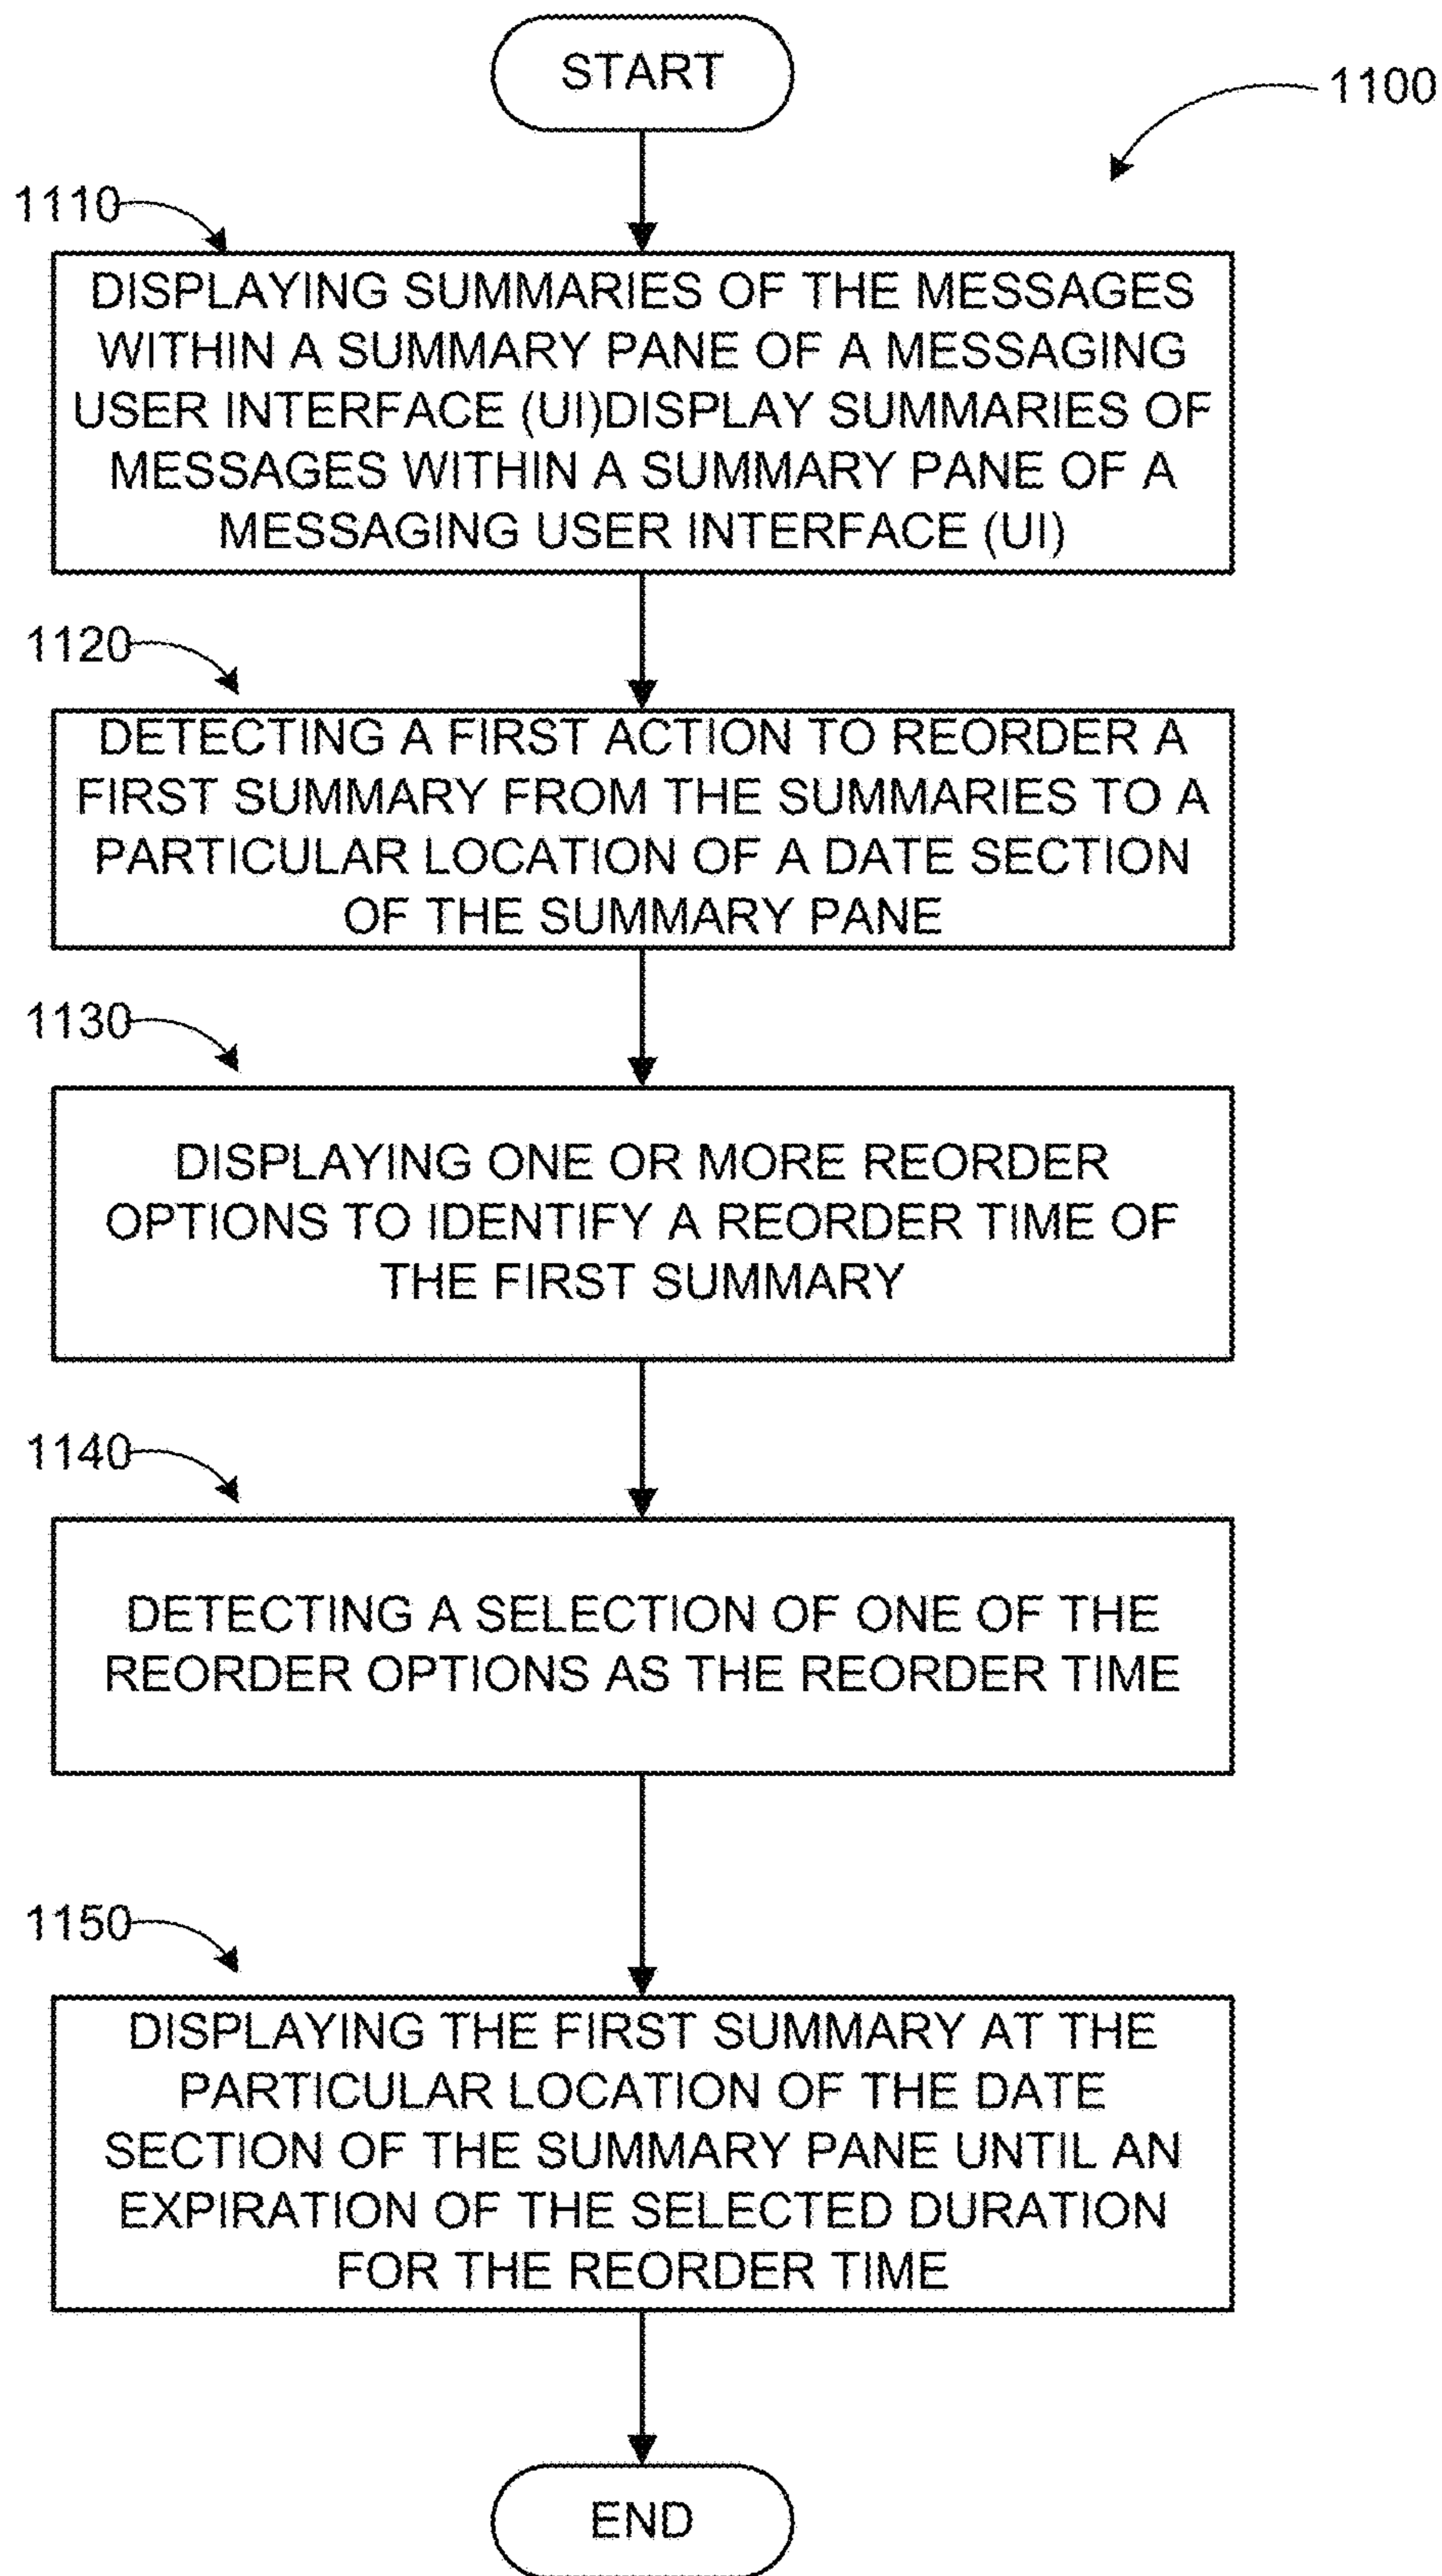 START
1100
1110
DISPLAYING SUMMARIES OF THE MESSAGES
WITHIN A SUMMARY PANE OF A MESSAGING
USER INTERFACE (UI)DISPLAY SUMMARIES OF
MESSAGES WITHIN A SUMMARY PANE OF A
MESSAGING USER INTERFACE (UI)
1120
DETECTING A FIRST ACTION TO REORDER A
FIRST SUMMARY FROM THE SUMMARIES TO A
PARTICULAR LOCATION OF A DATE SECTION
OF THE SUMMARY PANE
1130
DISPLAYING ONE OR MORE REORDER
OPTIONS TO IDENTIFY A REORDER TIME OF
THE FIRST SUMMARY
1140
DETECTING A SELECTION OF ONE OF THE
REORDER OPTIONS AS THE REORDER TIME
1150
DISPLAYING THE FIRST SUMMARY AT THE
PARTICULAR LOCATION OF THE DATE
SECTION OF THE SUMMARY PANE UNTIL AN
EXPIRATION OF THE SELECTED DURATION
FOR THE REORDER TIME
END